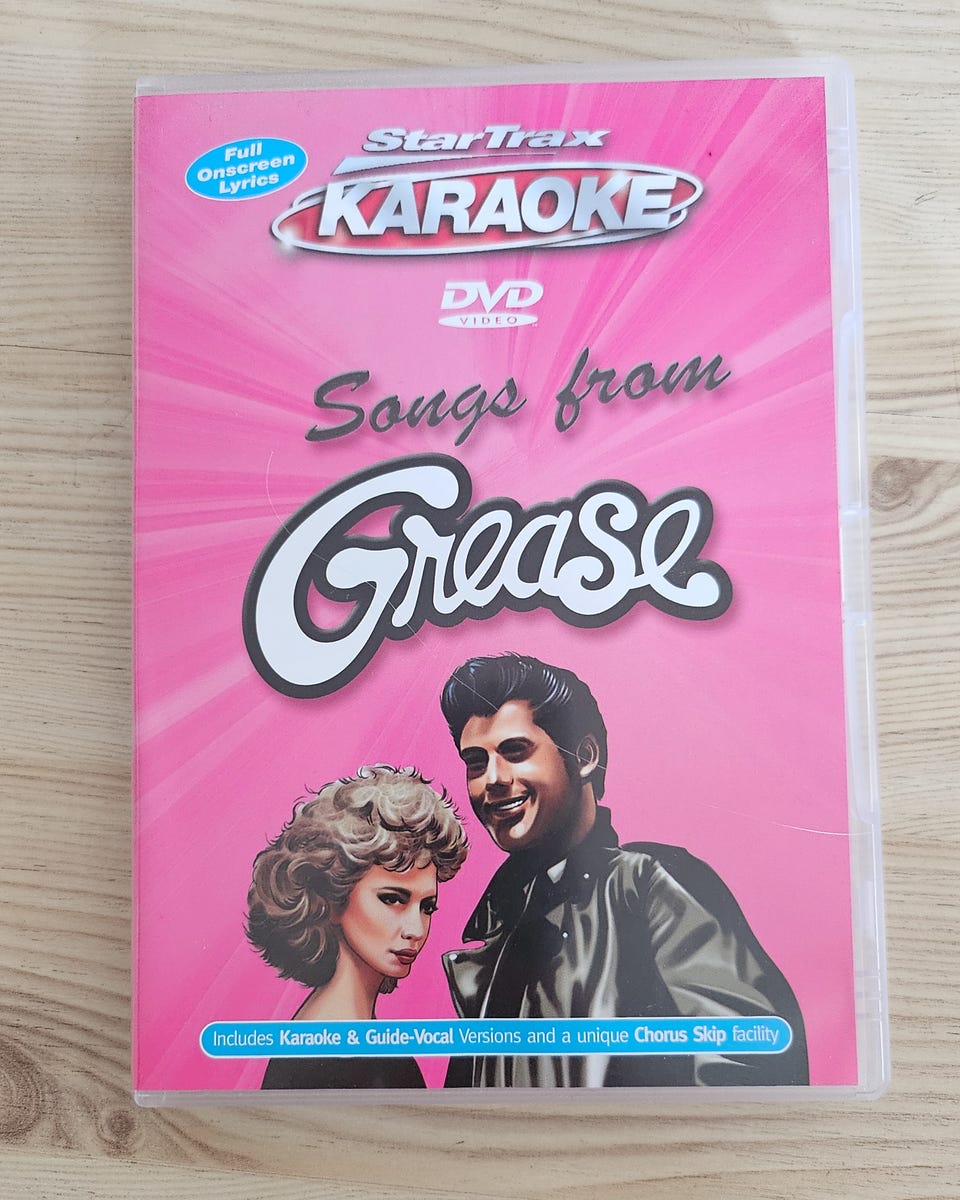 Full
Onscreen
Lyrics
StarTrax
KARAOKE
DVD
VIDEO
Songs from
Grease
Includes Karaoke & Guide-Vocal Versions and a unique Chorus Skip facility